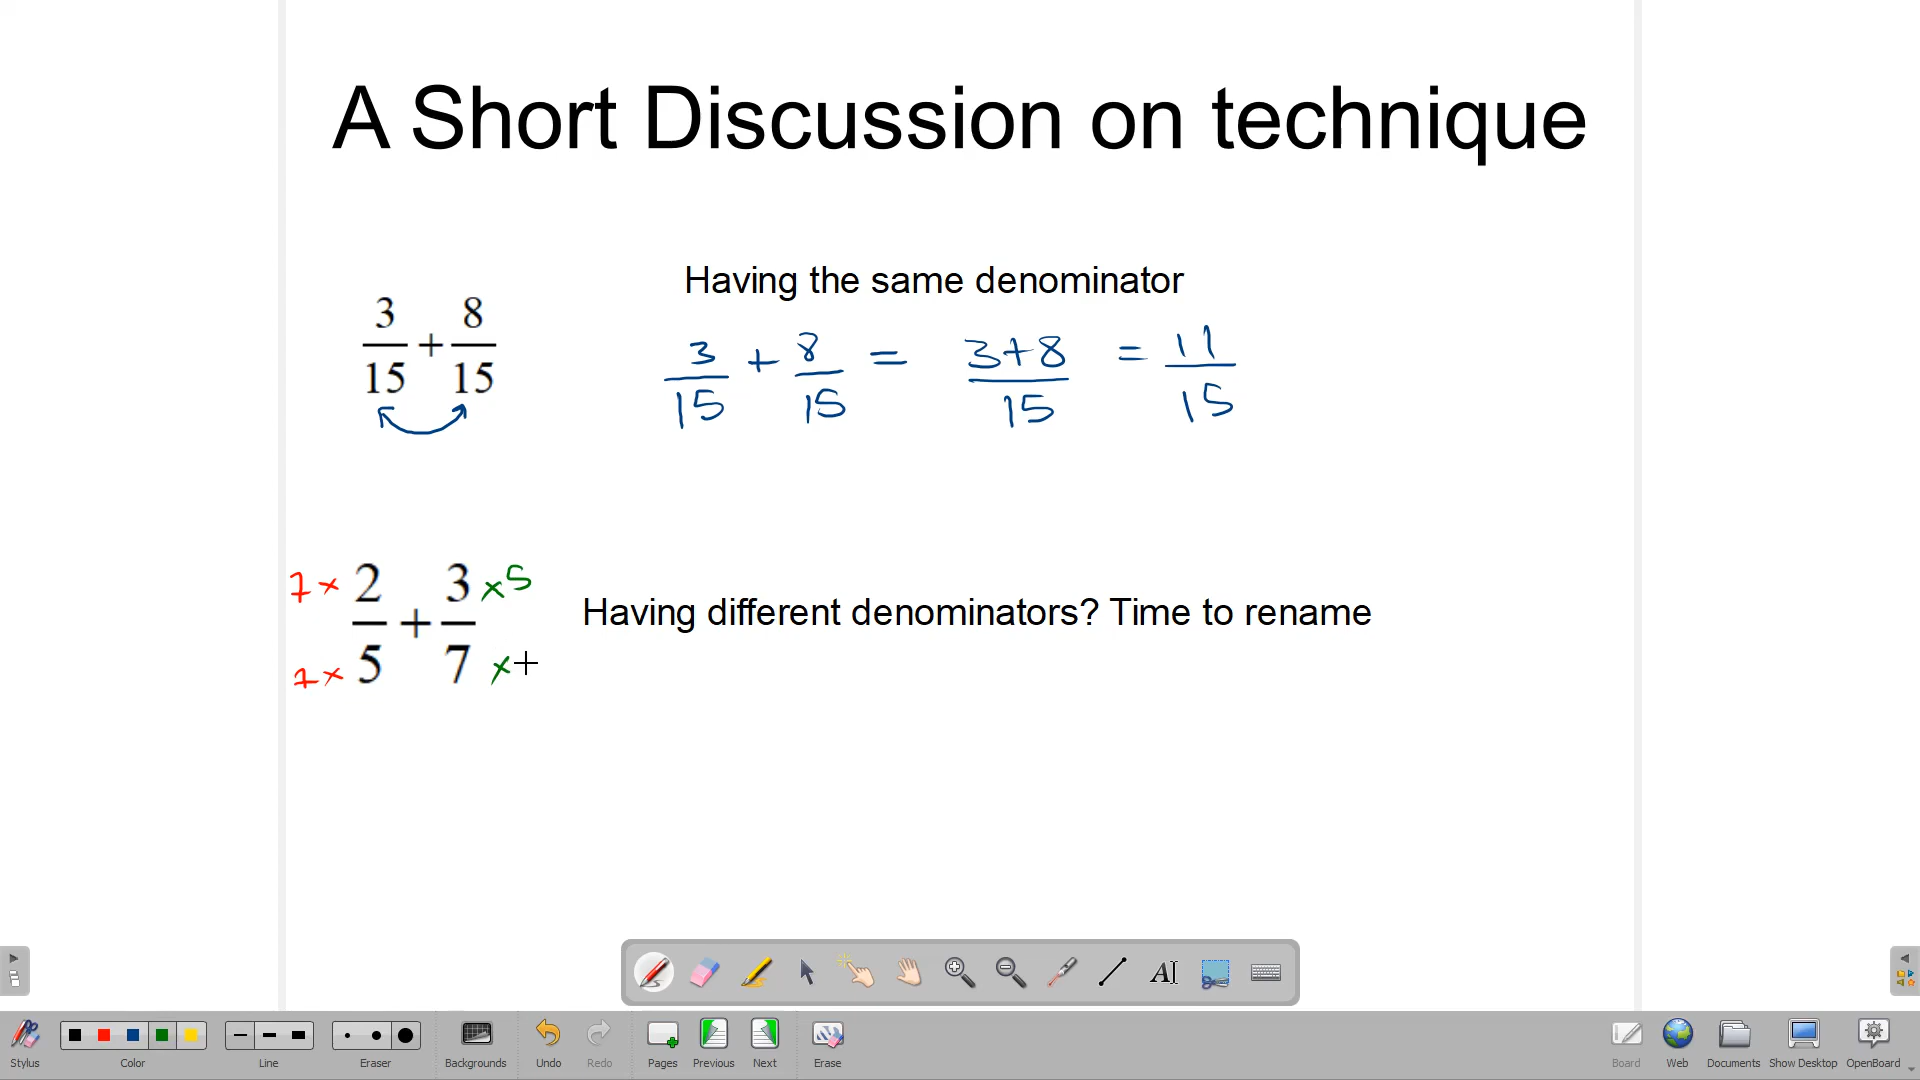 A Short Discussion on technique
Having the same denominator
3/15 + 8/15
3/15 + 8/15 = 3+8/15 = 11/15
7× 2/5 + 3/7 ×5
7× ×
Having different denominators? Time to rename
Stylus Color Line Eraser Backgrounds Undo Redo Pages Previous Next Erase Board Web Documents Show Desktop OpenBoard